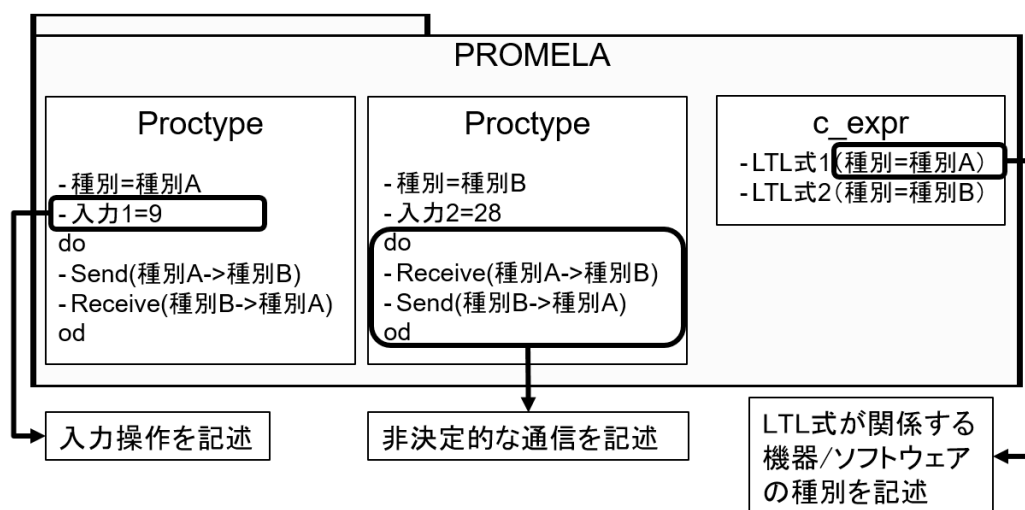 PROMELA
Proctype
-種別=種別A
-入力1=9
do
-Send(種別A->種別B)
-Receive(種別B->種別A)
od
Proctype
-種別=種別B
-入力2=28
do
-Receive(種別A->種別B)
-Send(種別B->種別A)
od
c_expr
-LTL式1(種別=種別A)
-LTL式2(種別=種別B)
入力操作を記述
非決定的な通信を記述
LTL式が関係する
機器/ソフトウェア
の種別を記述